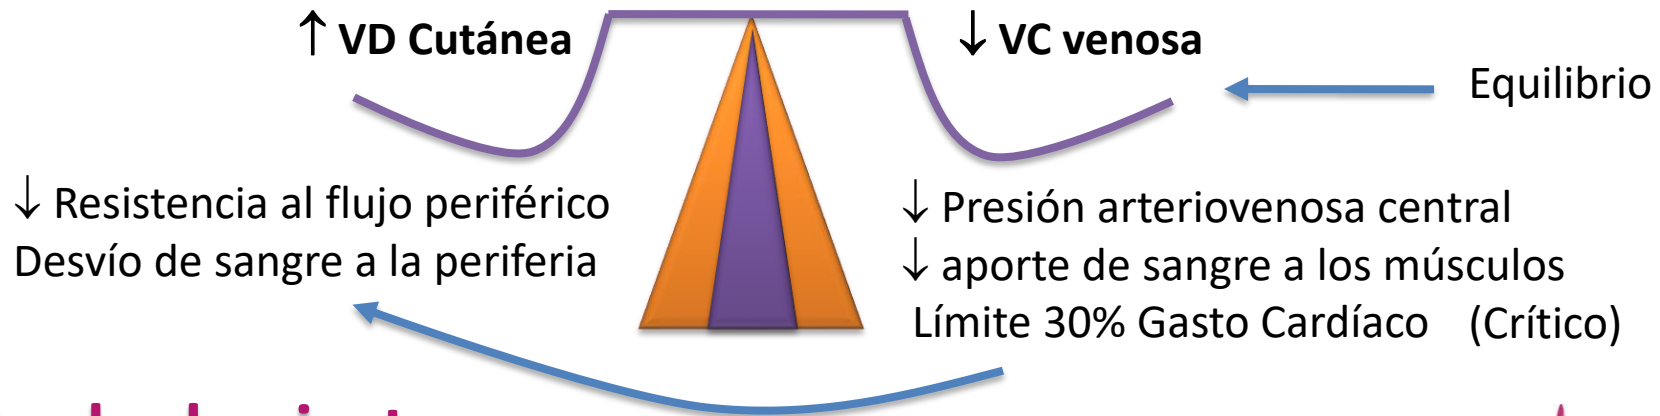 ↑ VD Cutánea
↓ VC venosa
Equilibrio
↓ Resistencia al flujo periférico
Desvío de sangre a la periferia
↓ Presión arteriovenosa central
↓ aporte de sangre a los músculos
Límite 30% Gasto Cardíaco (Crítico)